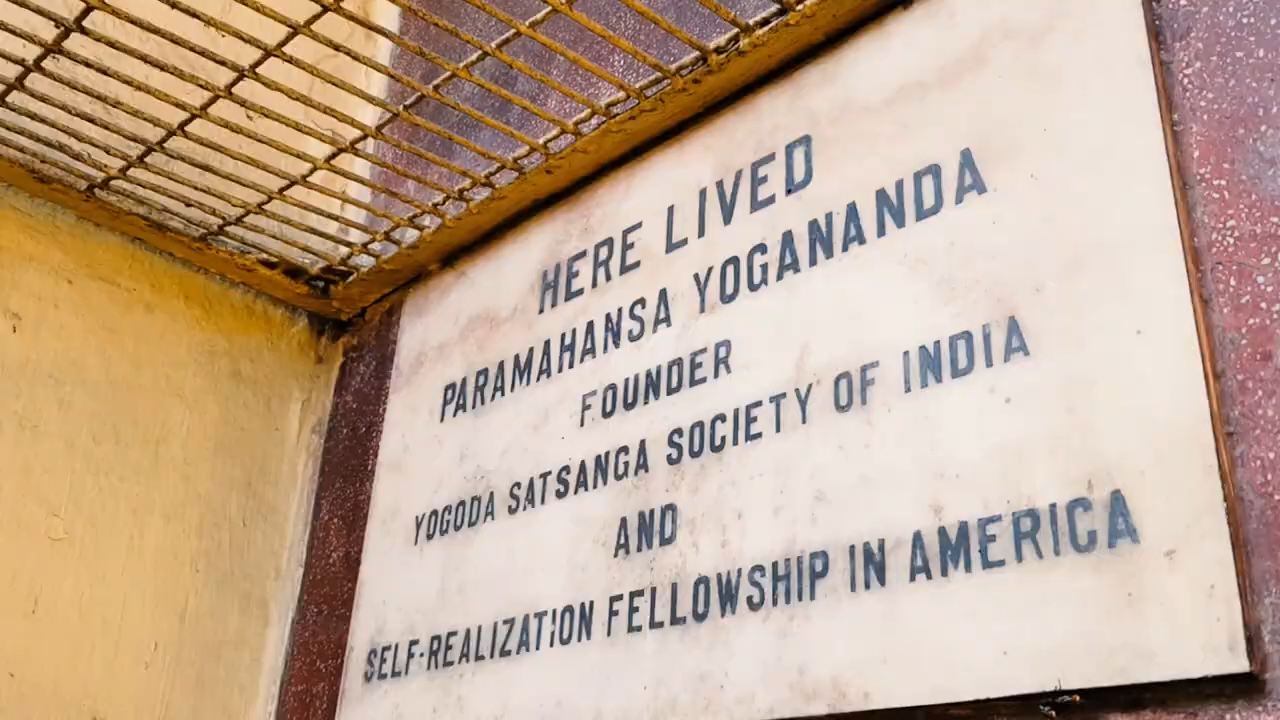 HERE LIVED
PARAMAHANSA YOGANANDA
FOUNDER
YOGODA SATSANGA SOCIETY OF INDIA
AND
SELF-REALIZATION FELLOWSHIP IN AMERICA